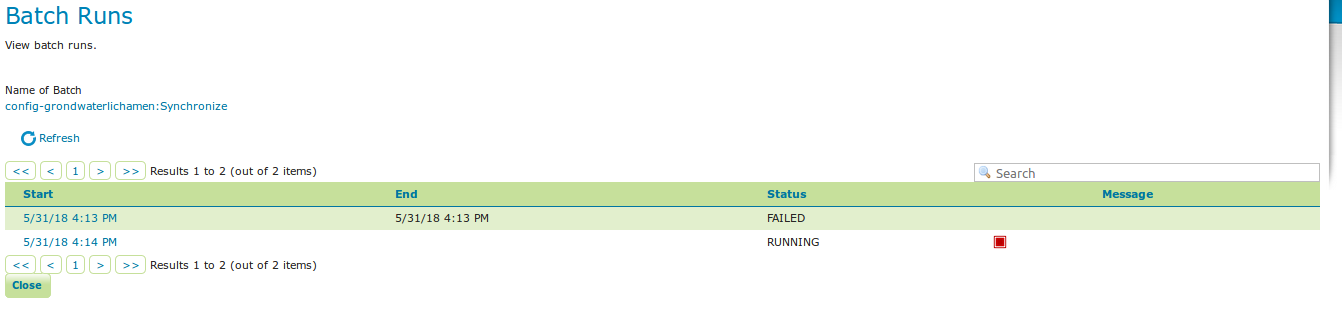 Batch Runs
View batch runs.
Name of Batch
config-grondwaterlichamen:Synchronize
Refresh
<< < 1 > >> Results 1 to 2 (out of 2 items) Search
Start End Status Message
5/31/18 4:13 PM 5/31/18 4:13 PM FAILED
5/31/18 4:14 PM RUNNING
<< < 1 > >> Results 1 to 2 (out of 2 items)
Close